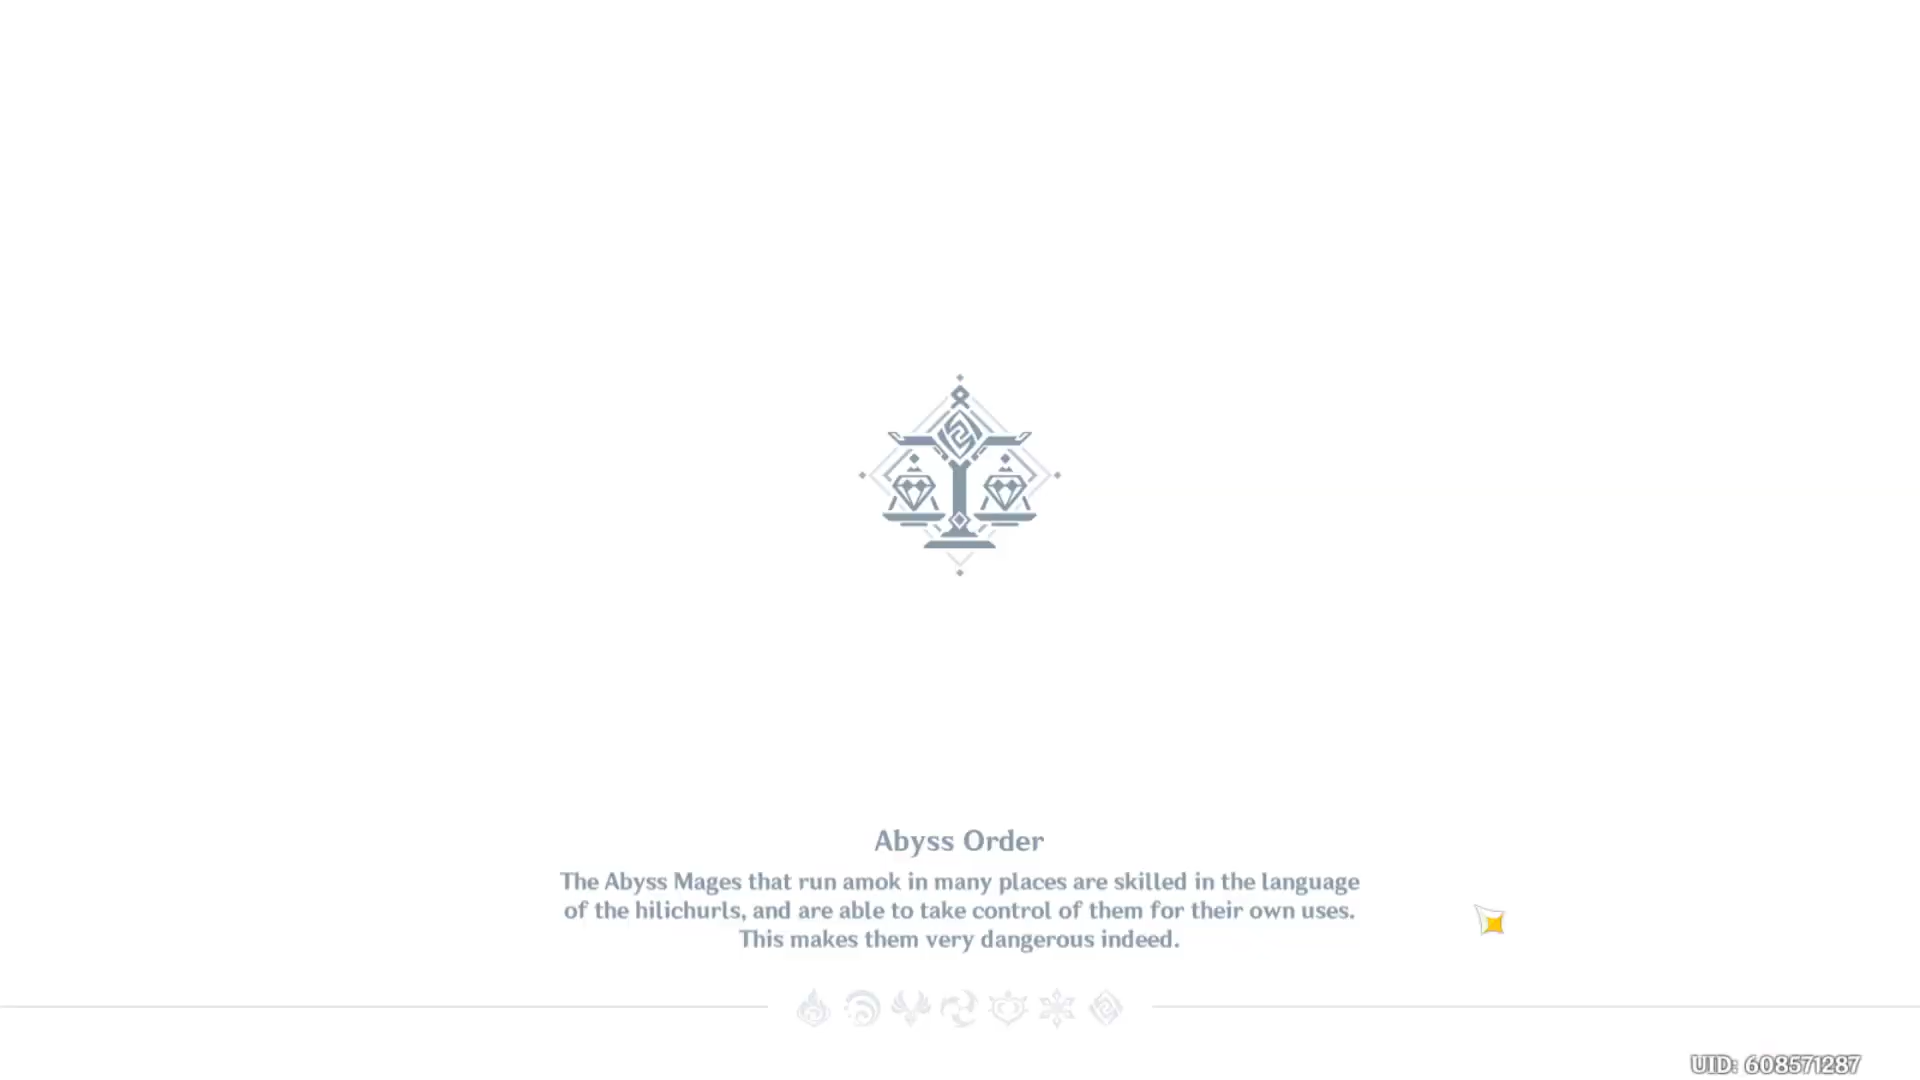 Abyss Order
The Abyss Mages that run amok in many places are skilled in the language
of the hilichurls, and are able to take control of them for their own uses.
This makes them very dangerous indeed.
UID: 608571287